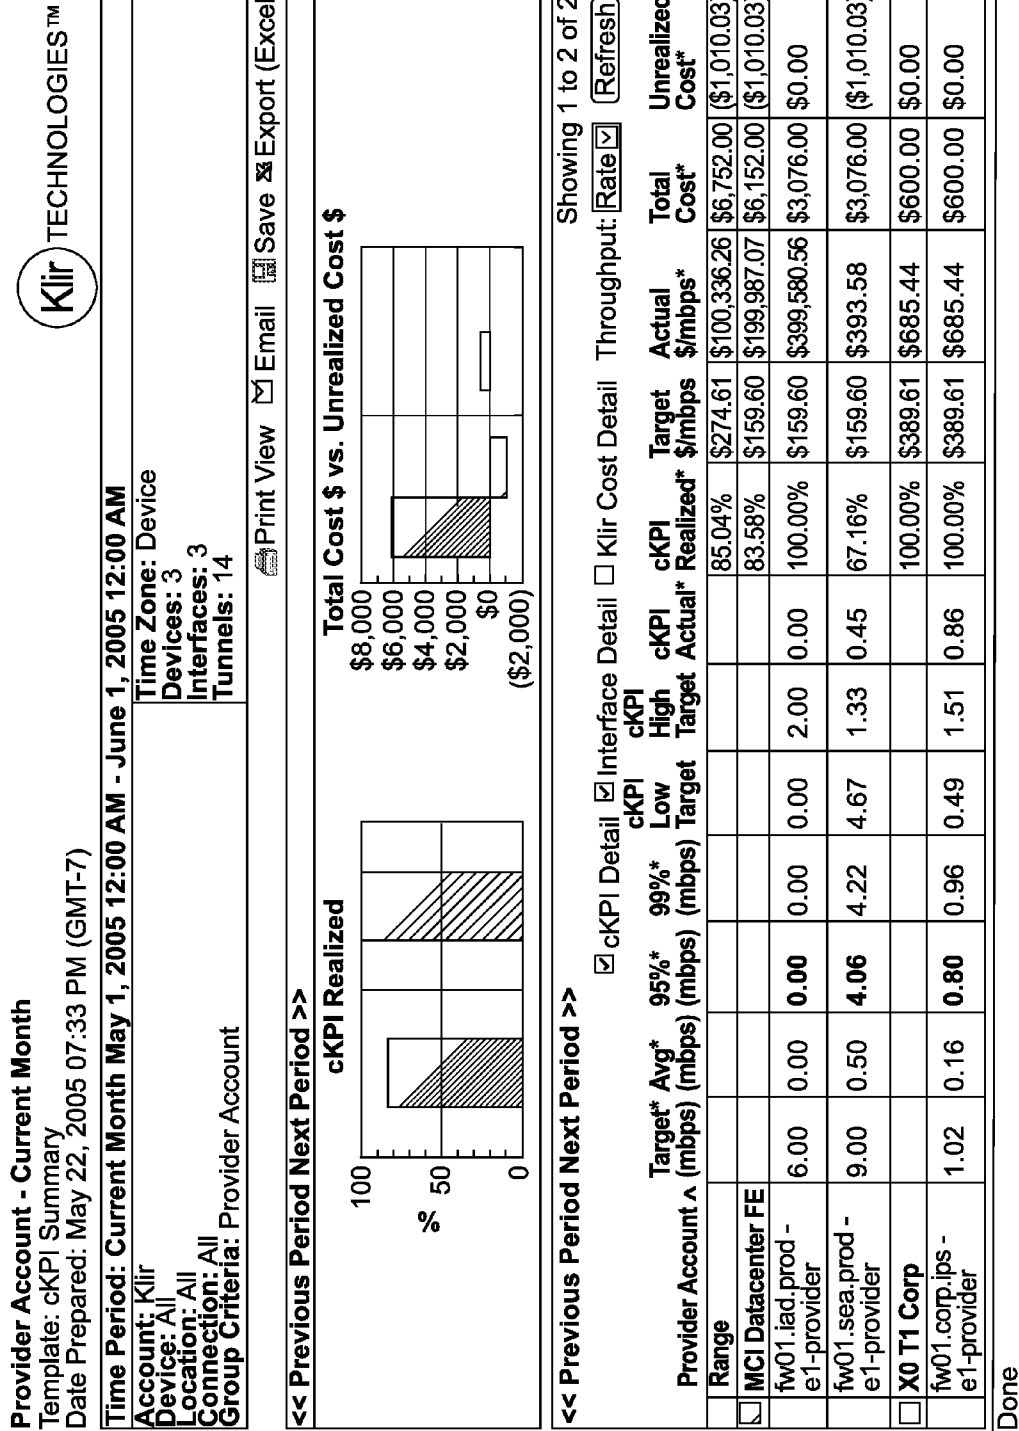 Provider Account - Current Month
Template: cKPI Summary
Date Prepared: May 22, 2005 07:33 PM (GMT-7)
Klir TECHNOLOGIES™
Time Period: Current Month May 1, 2005 12:00 AM - June 1, 2005 12:00 AM
Account: Klir
Device: All
Location: All
Connection: All
Group Criteria: Provider Account
Time Zone: Device
Devices: 3
Interfaces: 3
Tunnels: 14
Print View Email Save Export (Excel
<< Previous Period Next Period >>
cKPI Realized
100
50
0
%
Total Cost $ vs. Unrealized Cost $
$8,000
$6,000
$4,000
$2,000
$0
($2,000)
<< Previous Period Next Period >>
Showing 1 to 2 of 2
cKPI Detail Interface Detail Klir Cost Detail Throughput: Rate Refresh
Provider Account ^ Target* (mbps) Avg* (mbps) 95%* (mbps) 99%* (mbps) cKPI Low Target cKPI High Target cKPI Actual* cKPI Realized* Target $/mbps Actual $/mbps* Total Cost* Unrealized Cost*
Range 85.04% $274.61 $100,336.26 $6,752.00 ($1,010.03)
MCI Datacenter FE 83.58% $159.60 $199,987.07 $6,152.00 ($1,010.03)
fw01.iad.prod - e1-provider 6.00 0.00 0.00 0.00 0.00 2.00 0.00 100.00% $159.60 $399,580.56 $3,076.00 $0.00
fw01.sea.prod - e1-provider 9.00 0.50 4.06 4.22 4.67 1.33 0.45 67.16% $159.60 $393.58 $3,076.00 ($1,010.03)
X0 T1 Corp 100.00% $389.61 $685.44 $600.00 $0.00
fw01.corp.ips - e1-provider 1.02 0.16 0.80 0.96 0.49 1.51 0.86 100.00% $389.61 $685.44 $600.00 $0.00
Done